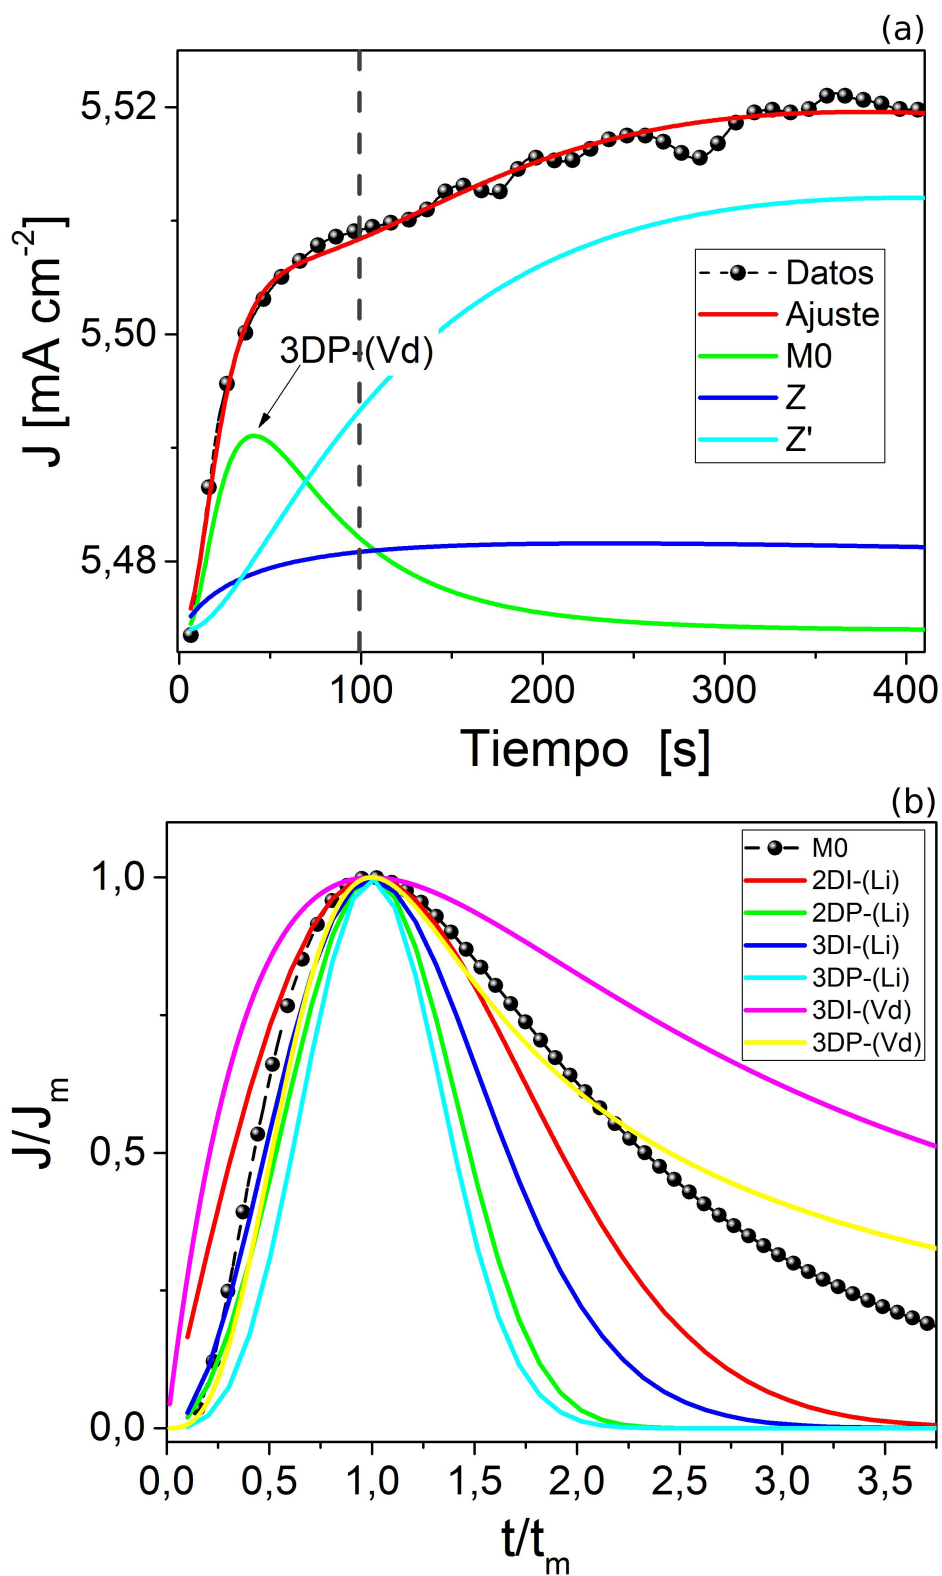 (a)
J [mA cm-2]
5,52
5,50
5,48
3DP-(Vd)
Datos
Ajuste
M0
Z
Z'
0 100 200 300 400
Tiempo [s]
(b)
J/Jm
1,0
0,5
0,0
M0
2DI-(Li)
2DP-(Li)
3DI-(Li)
3DP-(Li)
3DI-(Vd)
3DP-(Vd)
0,0 0,5 1,0 1,5 2,0 2,5 3,0 3,5
t/tm